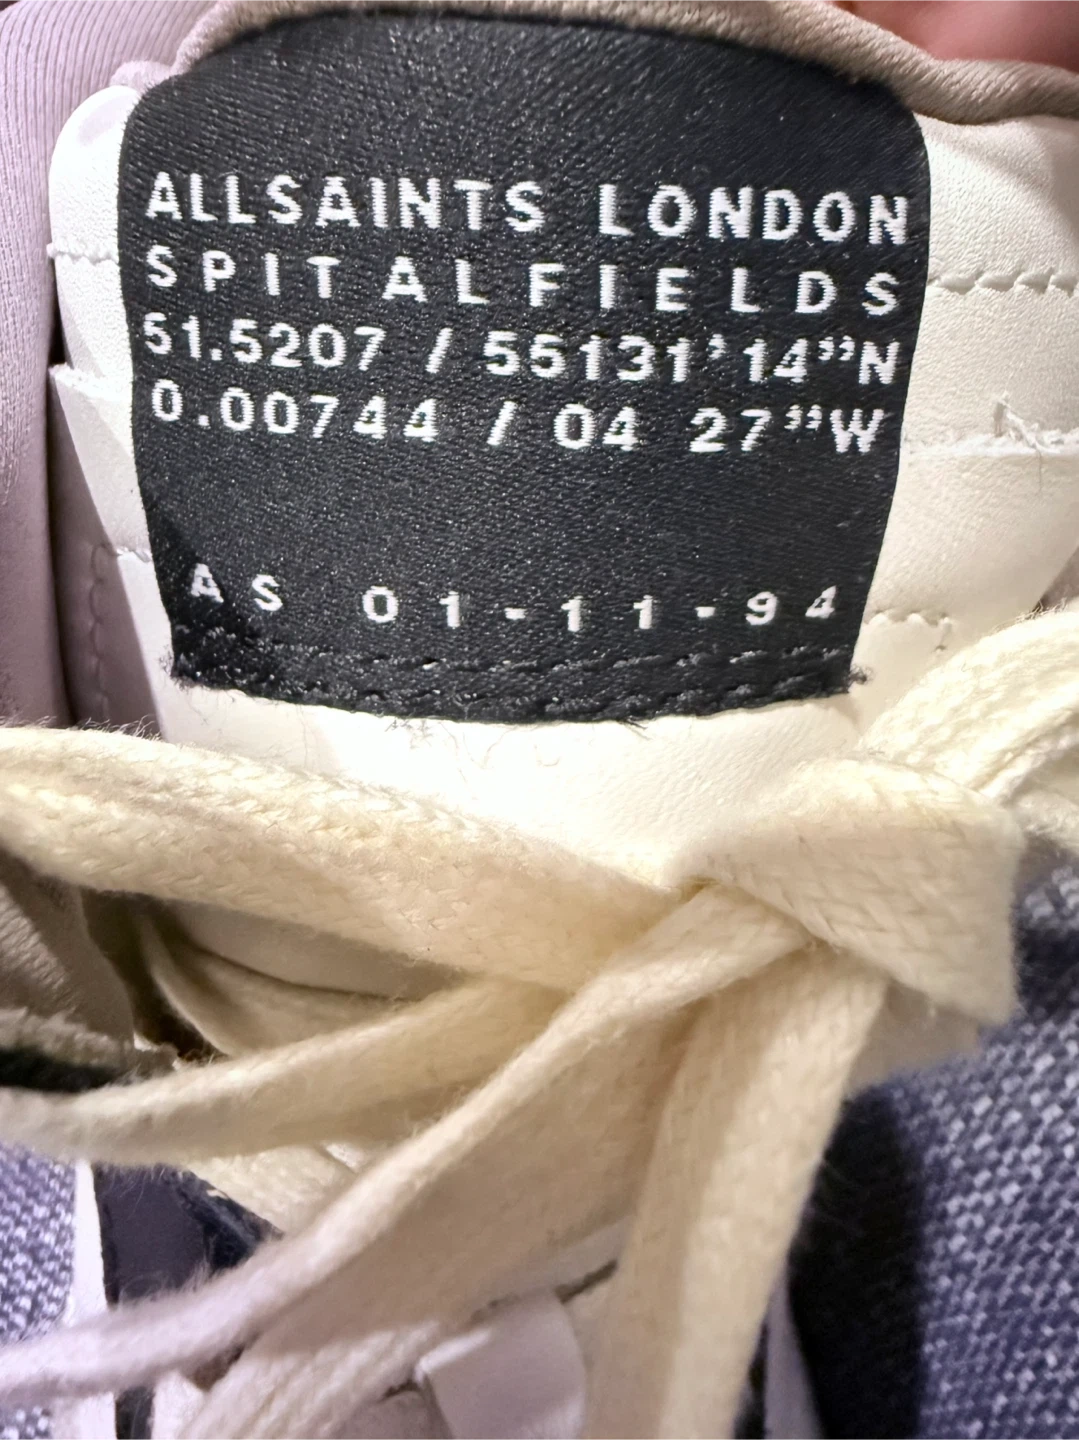 ALLSAINTS LONDON
SPITALFIELDS
51.5207 / 55131’14”N
0.00744 / 04 27”W
AS 01-11-94